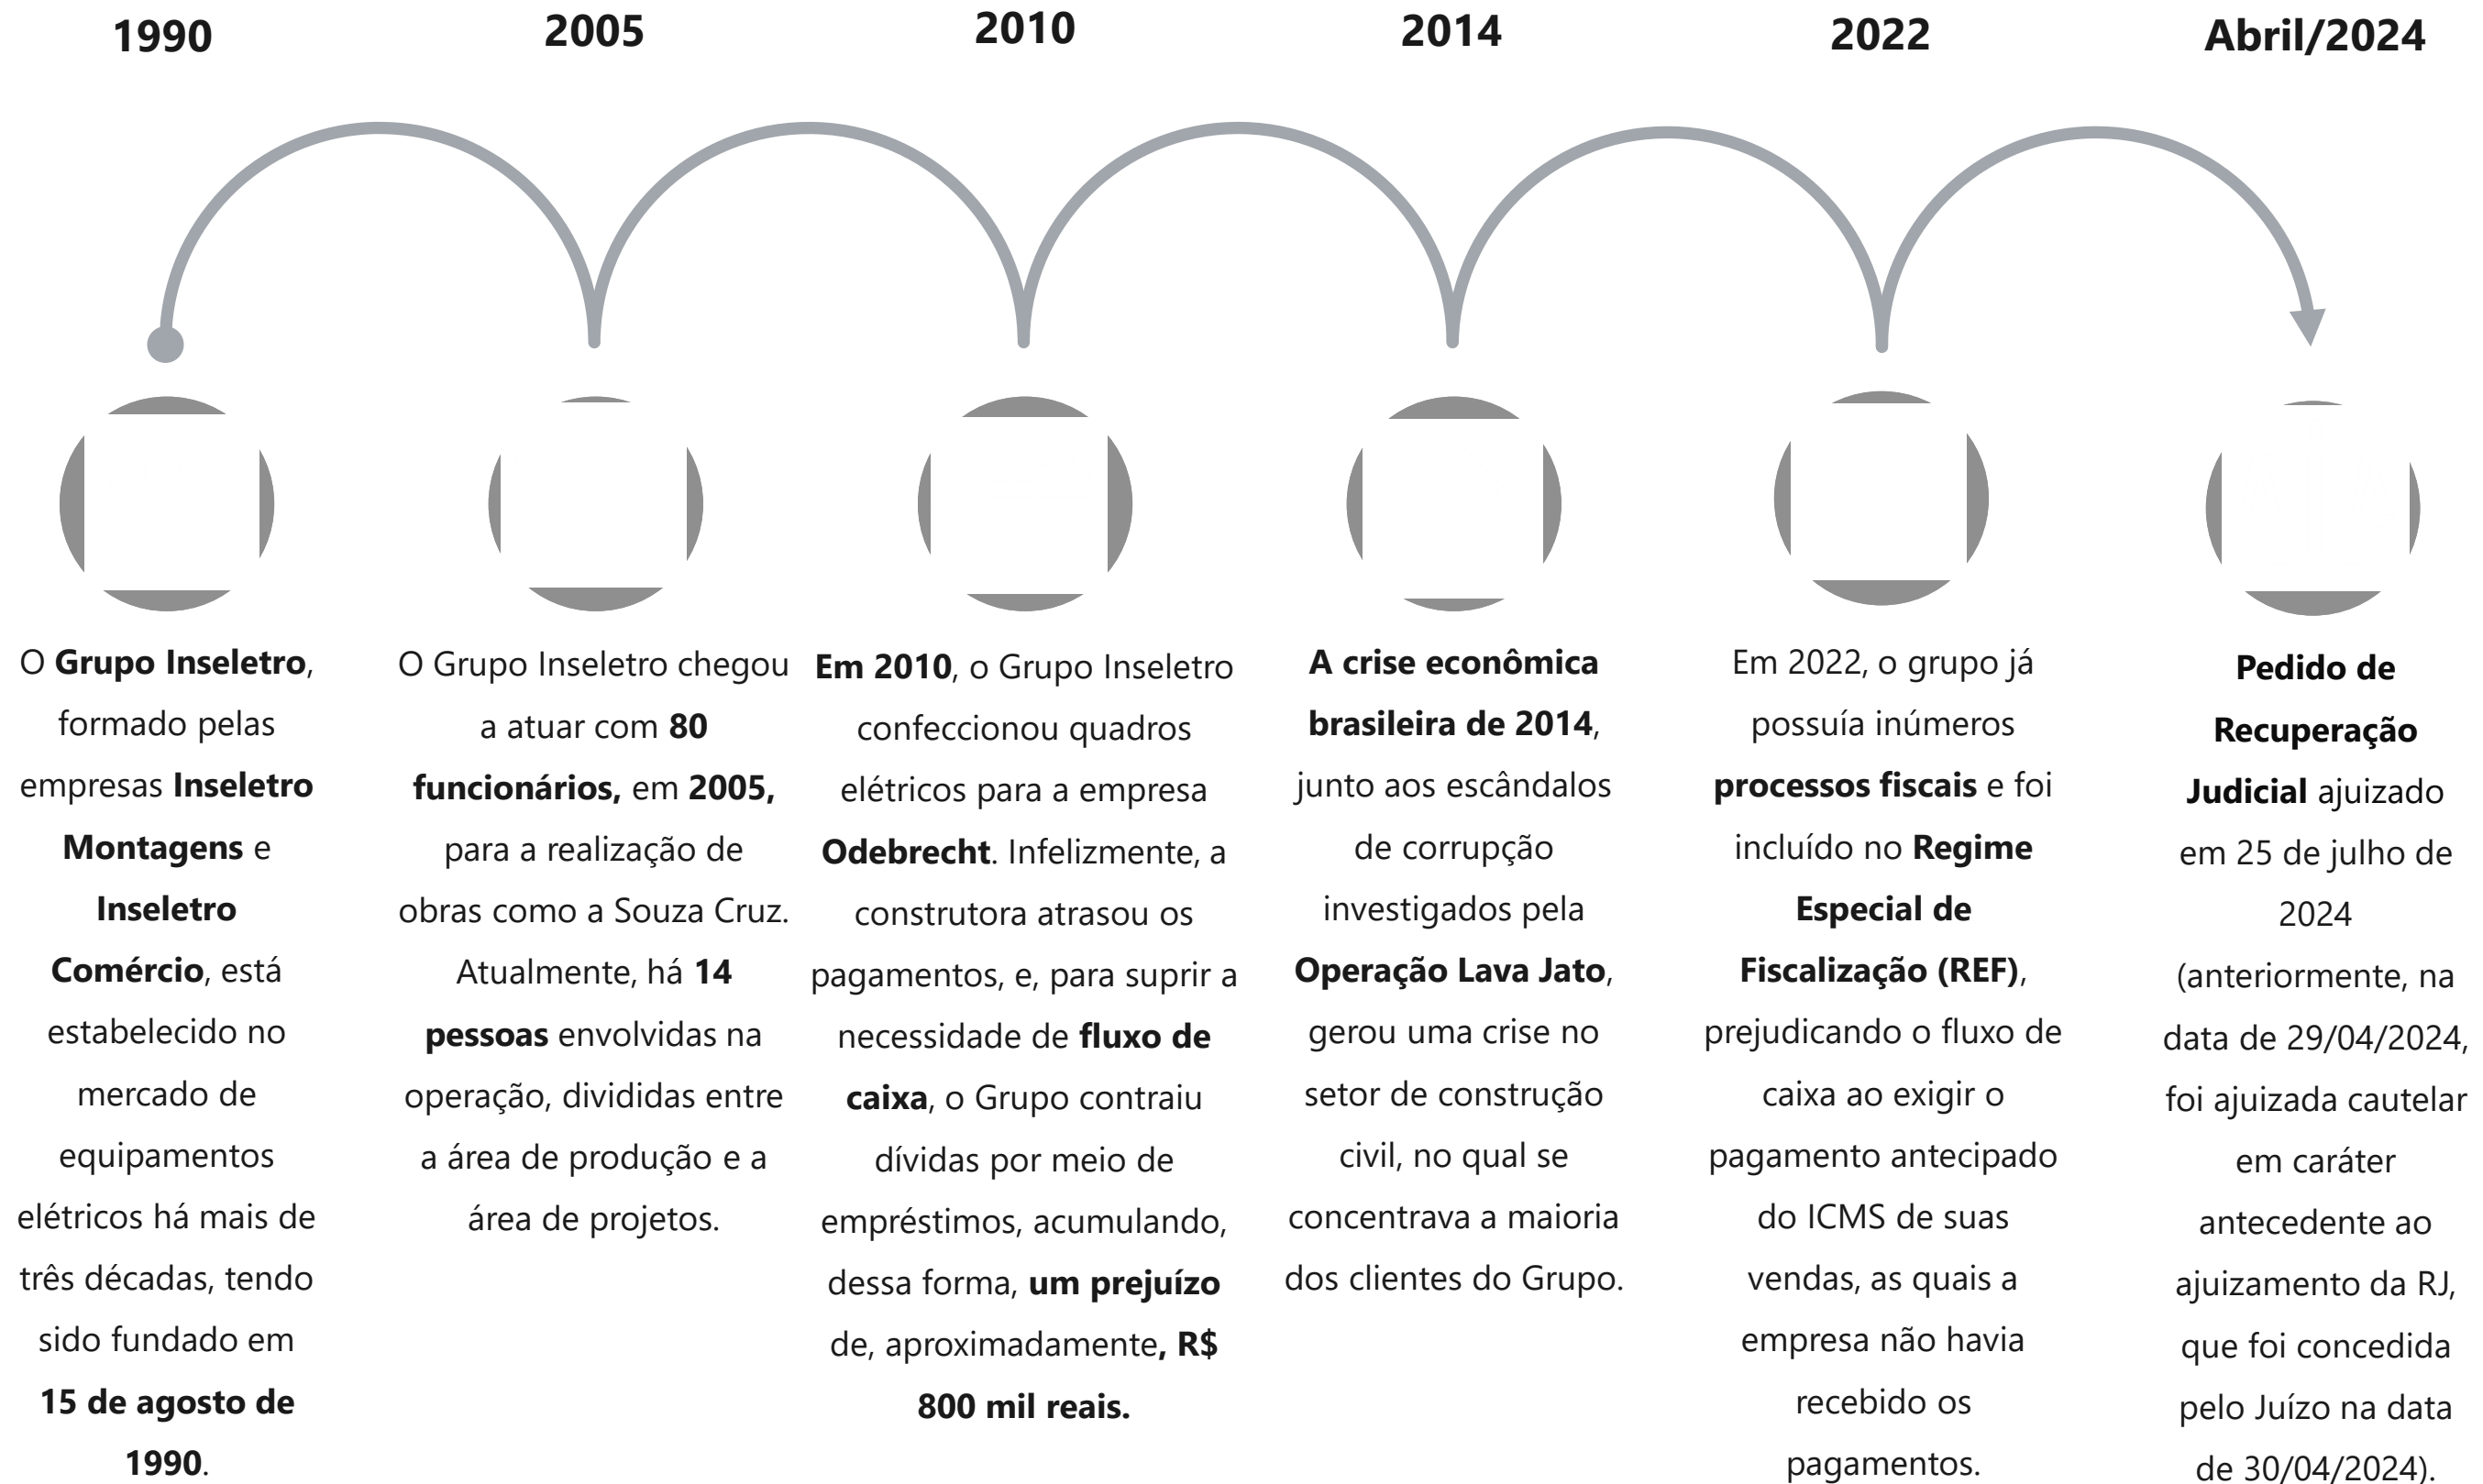 1990
2005
2010
2014
2022
Abril/2024
O Grupo Inseletro,
formado pelas
empresas Inseletro
Montagens e
Inseletro
Comércio, está
estabelecido no
mercado de
equipamentos
elétricos há mais de
três décadas, tendo
sido fundado em
15 de agosto de
1990.
O Grupo Inseletro chegou
a atuar com 80
funcionários, em 2005,
para a realização de
obras como a Souza Cruz.
Atualmente, há 14
pessoas envolvidas na
operação, divididas entre
a área de produção e a
área de projetos.
Em 2010, o Grupo Inseletro
confeccionou quadros
elétricos para a empresa
Odebrecht. Infelizmente, a
construtora atrasou os
pagamentos, e, para suprir a
necessidade de fluxo de
caixa, o Grupo contraiu
dívidas por meio de
empréstimos, acumulando,
dessa forma, um prejuízo
de, aproximadamente, R$
800 mil reais.
A crise econômica
brasileira de 2014,
junto aos escândalos
de corrupção
investigados pela
Operação Lava Jato,
gerou uma crise no
setor de construção
civil, no qual se
concentrava a maioria
dos clientes do Grupo.
Em 2022, o grupo já
possuía inúmeros
processos fiscais e foi
incluído no Regime
Especial de
Fiscalização (REF),
prejudicando o fluxo de
caixa ao exigir o
pagamento antecipado
do ICMS de suas
vendas, as quais a
empresa não havia
recebido os
pagamentos.
Pedido de
Recuperação
Judicial ajuizado
em 25 de julho de
2024
(anteriormente, na
data de 29/04/2024,
foi ajuizada cautelar
em caráter
antecedente ao
ajuizamento da RJ,
que foi concedida
pelo Juízo na data
de 30/04/2024).